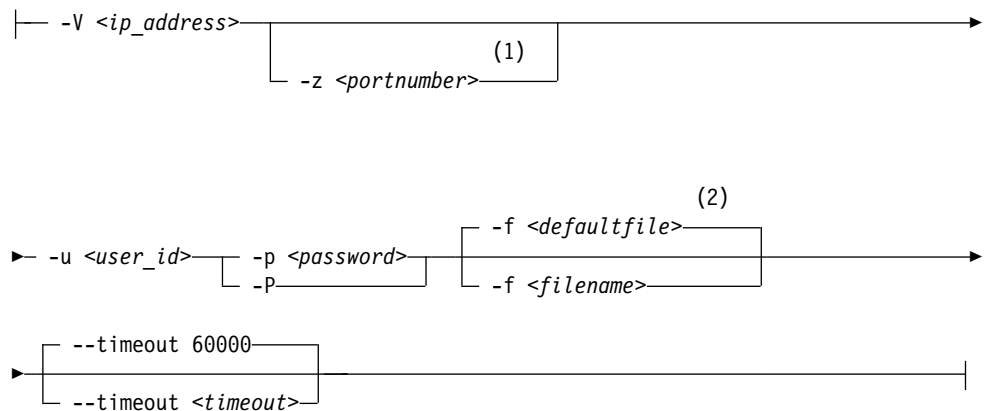 -V <ip_address>
(1)
-z <portnumber>
(2)
-f <defaultfile>
-u <user_id> -p <password>
-P -f <filename>
--timeout 60000
--timeout <timeout>